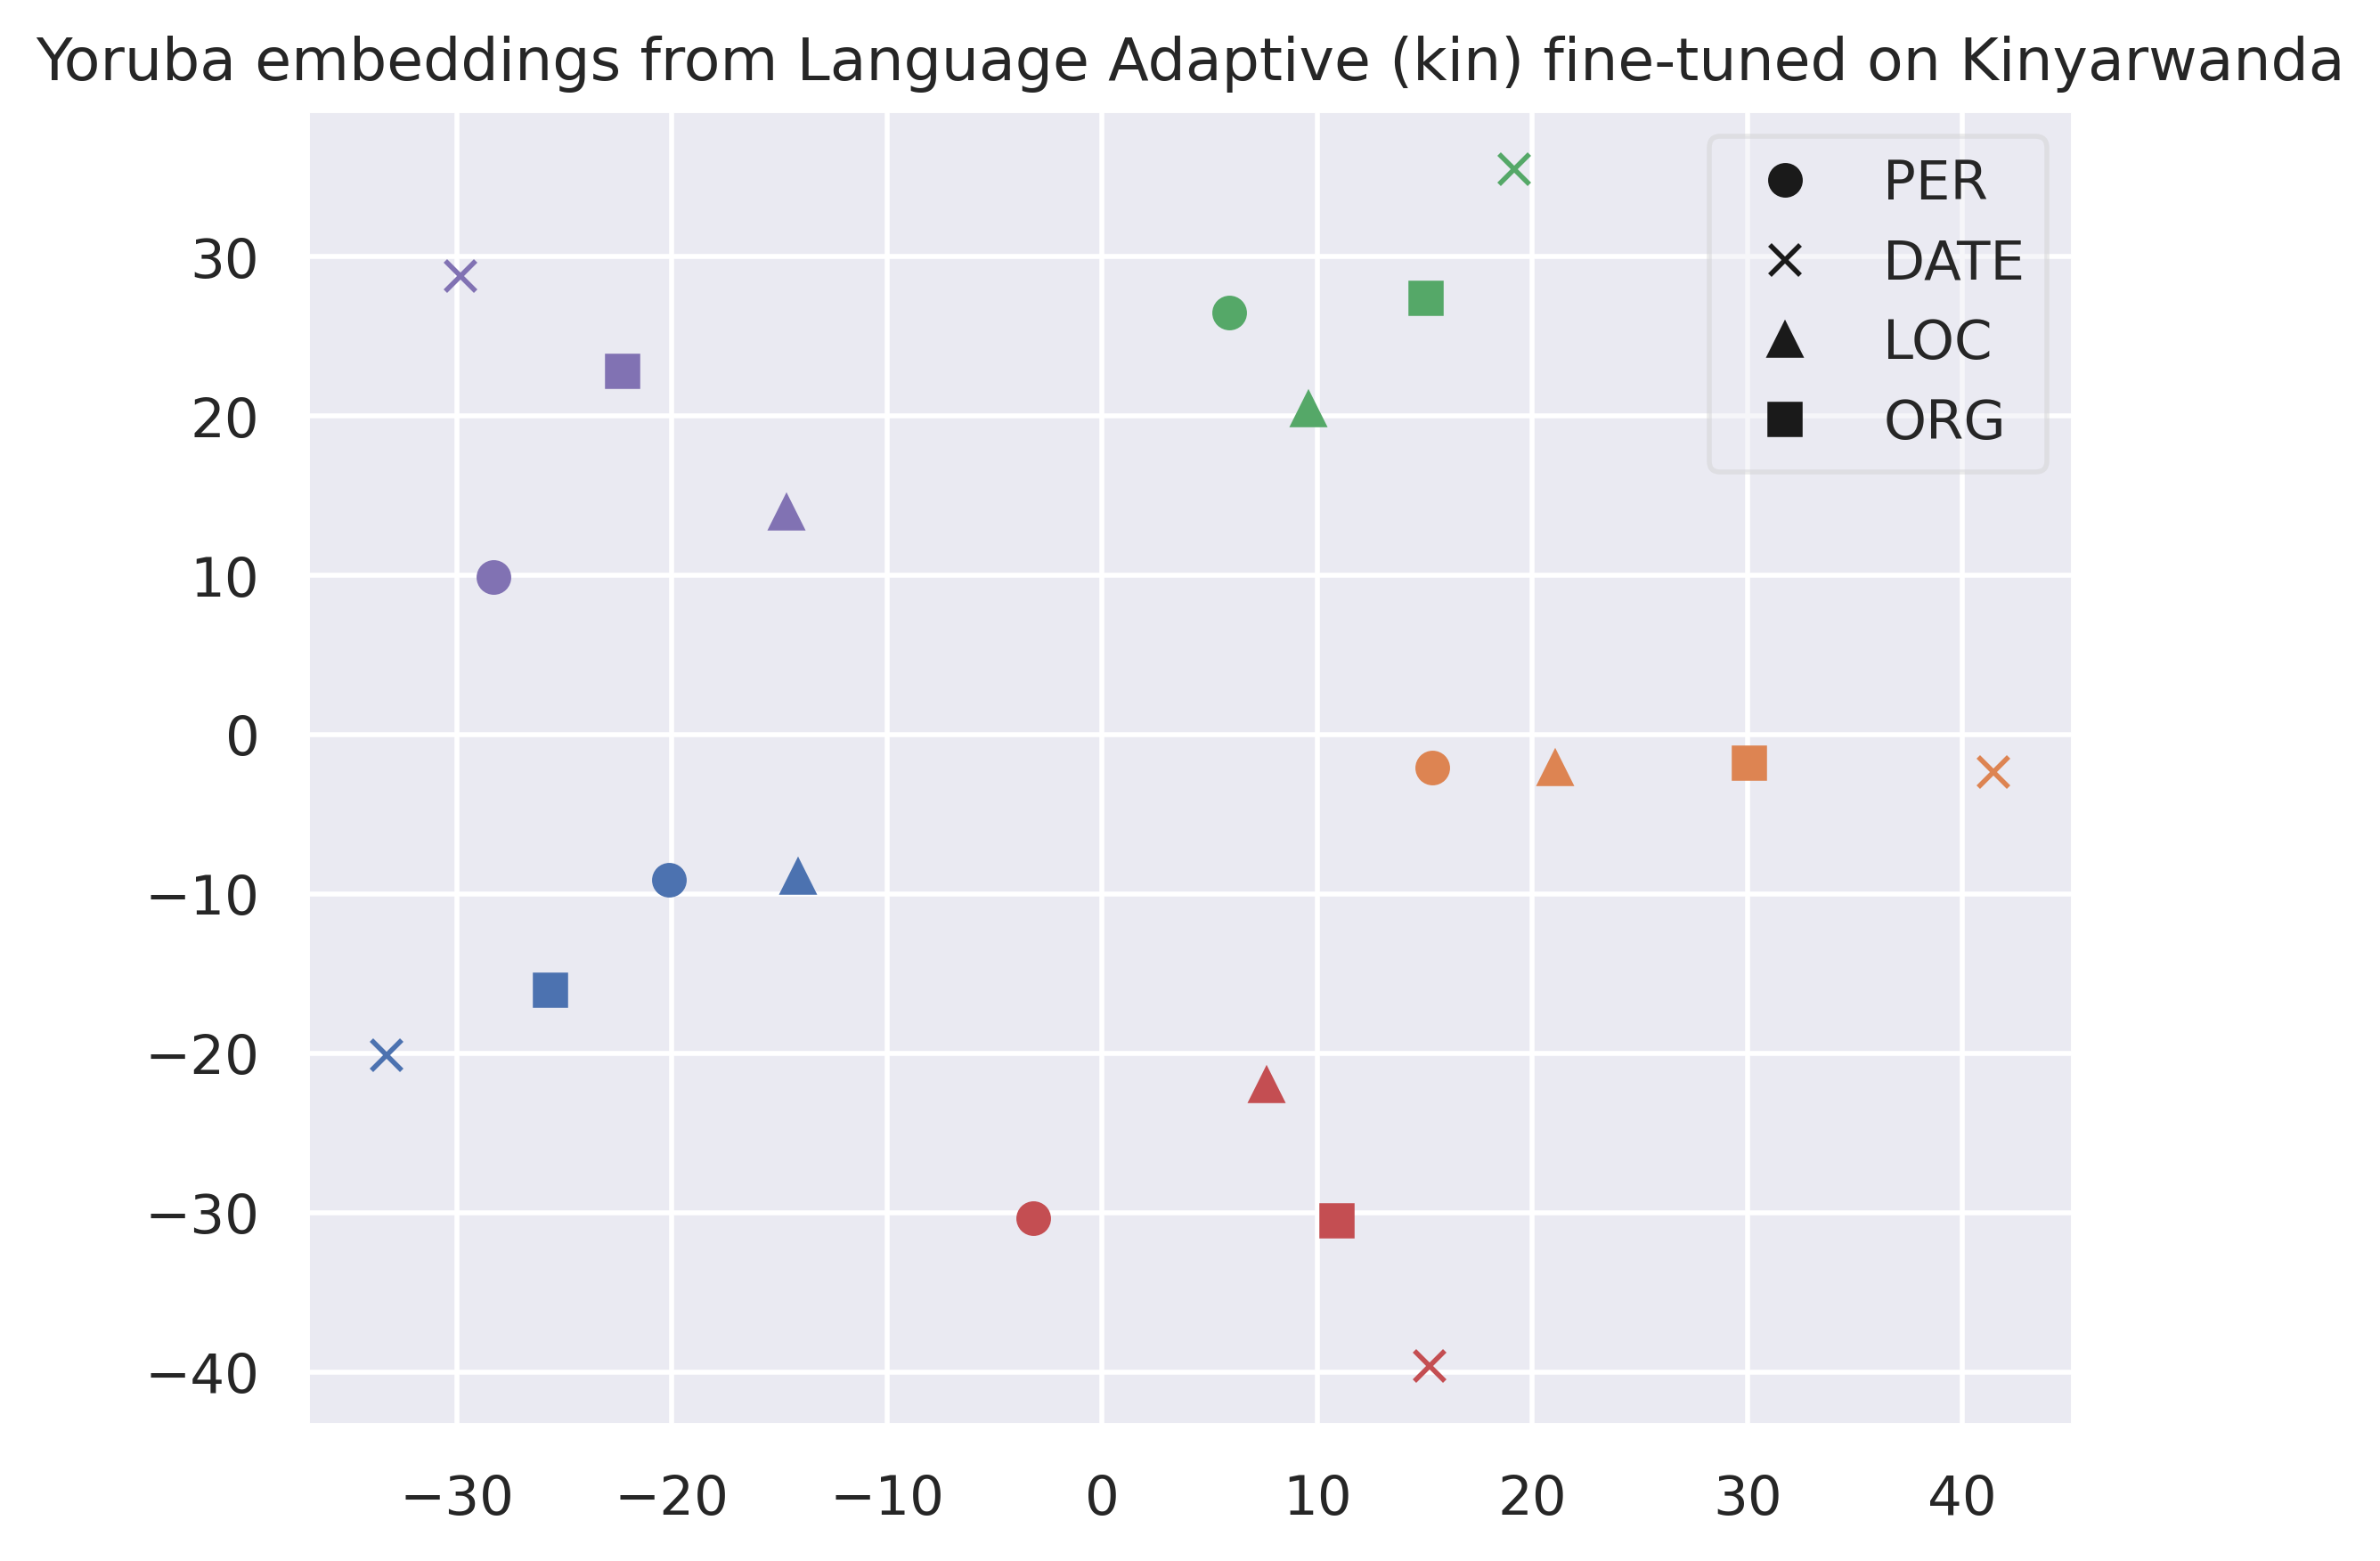 Yoruba embeddings from Language Adaptive (kin) fine-tuned on Kinyarwanda
PER
DATE
LOC
ORG
30
20
10
0
−10
−20
−30
−40
−30 −20 −10 0 10 20 30 40